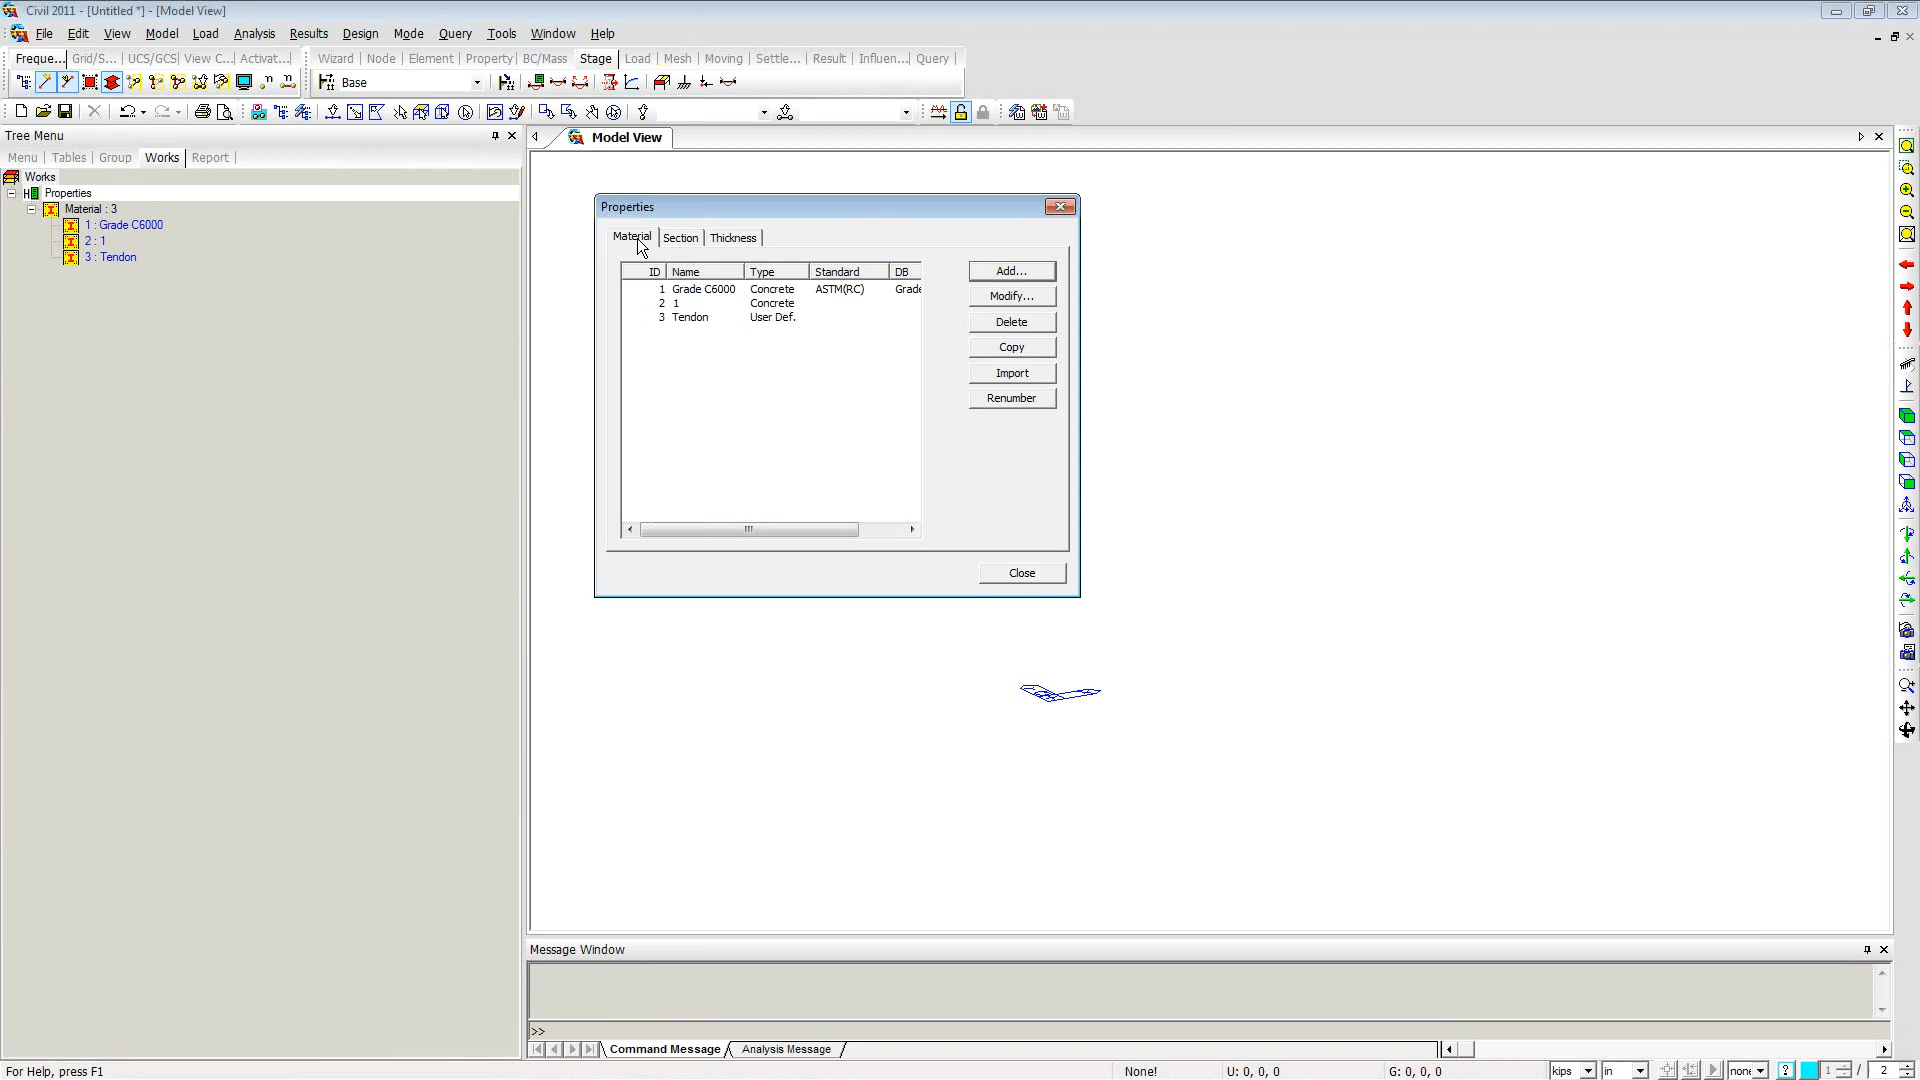 Civil 2011 - [Untitled *] - [Model View]
File Edit View Model Load Analysis Results Design Mode Query Tools Window Help
Freque... Grid/S... UCS/GCS View C... Activat... Wizard Node Element Property BC/Mass Stage Load Mesh Moving Settle... Result Influen... Query
Base
Tree Menu
Model View
Menu Tables Group Works Report
Works
Properties
Material : 3
1 : Grade C6000
2 : 1
3 : Tendon
Properties
Material Section Thickness
ID Name Type Standard DB
1 Grade C6000 Concrete ASTM(RC) Grade
2 1 Concrete
3 Tendon User Def.
Add...
Modify...
Delete
Copy
Import
Renumber
Close
Message Window
>>
Command Message Analysis Message
For Help, press F1 None! U: 0, 0, 0 G: 0, 0, 0 kips in none ? 1 / 2